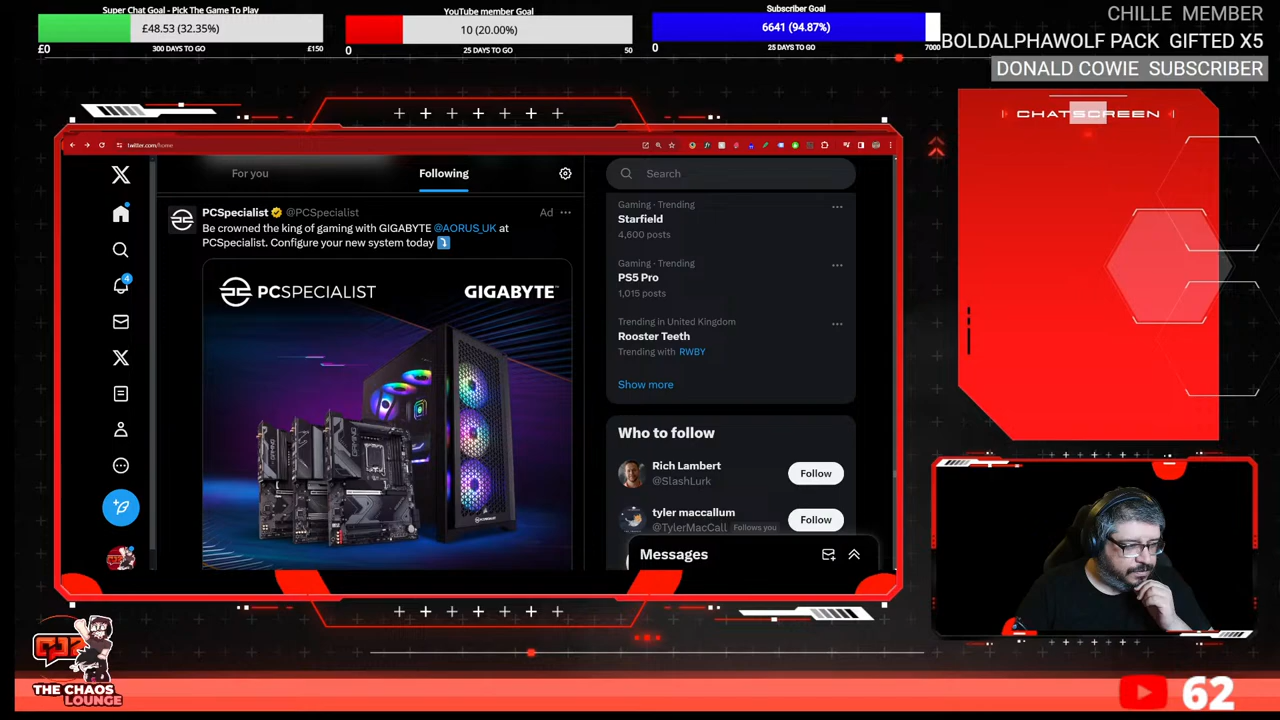 Super Chat Goal - Pick The Game To Play
£48.53 (32.35%)
£0
£150
300 DAYS TO GO
YouTube member Goal
10 (20.00%)
0
50
25 DAYS TO GO
Subscriber Goal
6641 (94.87%)
0
7000
25 DAYS TO GO
CHILLE MEMBER
BOLDALPHAWOLF PACK GIFTED X5
DONALD COWIE SUBSCRIBER
CHATSCREEN
twitter.com/home
For you
Following
PCSpecialist @PCSpecialist
Ad
Be crowned the king of gaming with GIGABYTE @AORUS_UK at
PCSpecialist. Configure your new system today
PCSPECIALIST
GIGABYTE™
GAMING
Search
Gaming · Trending
Starfield
4,600 posts
Gaming · Trending
PS5 Pro
1,015 posts
Trending in United Kingdom
Rooster Teeth
Trending with RWBY
Show more
Who to follow
Rich Lambert
@SlashLurk
Follow
tyler maccallum
@TylerMacCall Follows you
Follow
Messages
4
THE CHAOS
LOUNGE
62